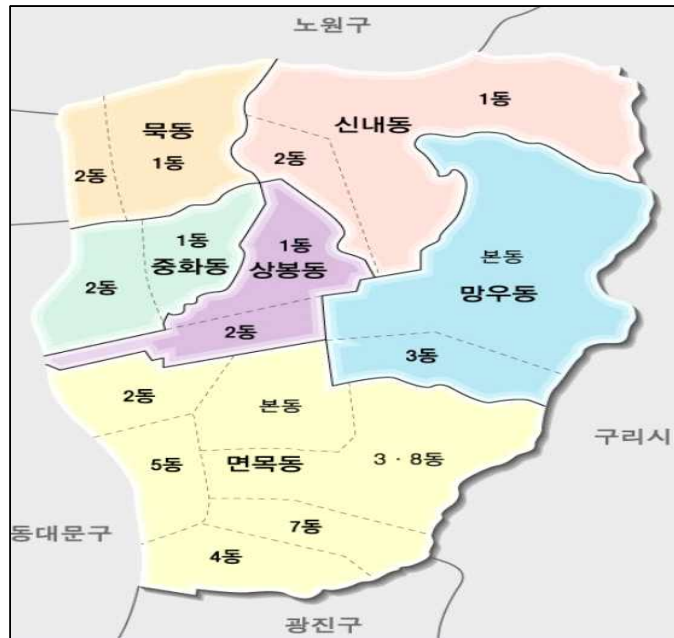 노원구
1동
묵동
신내동
2동
1동
2동
1동
중화동
2동
1동
상봉동
2동
본동
망우동
3동
2동
본동
구리시
5동
면목동
3 · 8동
7동
동대문구
4동
광진구